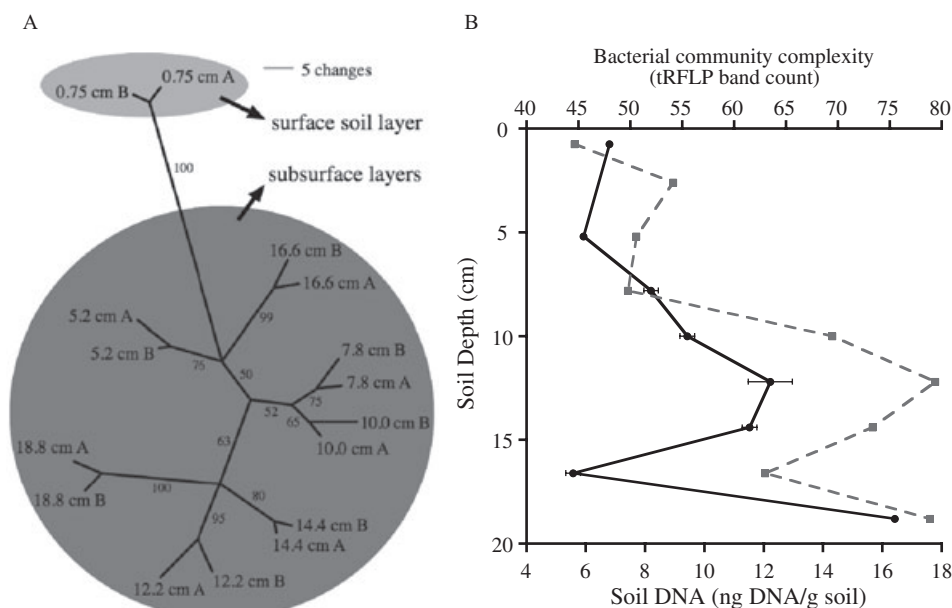 A
5 changes
0.75 cm A
0.75 cm B
surface soil layer
100
subsurface layers
16.6 cm B
16.6 cm A
99
5.2 cm A
5.2 cm B
76
50
7.8 cm B
7.8 cm A
75
52
65
10.0 cm B
10.0 cm A
63
18.8 cm A
18.8 cm B
100
80
95
14.4 cm B
14.4 cm A
12.2 cm A
12.2 cm B
B
Bacterial community complexity
(tRFLP band count)
40 45 50 55 60 65 70 75 80
0
5
10
15
20
Soil Depth (cm)
4 6 8 10 12 14 16 18
Soil DNA (ng DNA/g soil)